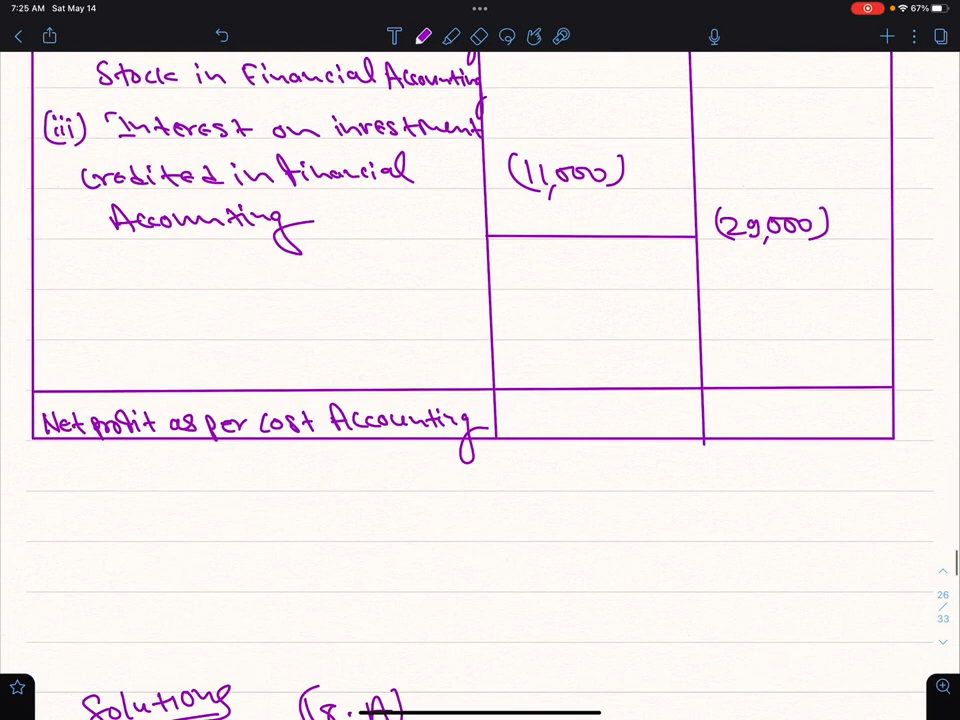 7:25 AM Sat May 14
67%
Stock in Financial Accounting
(iii) Interest on investment
credited in financial (11,000)
Accounting (29,000)
Net profit as per cost Accounting
26
/
33
Solutions (8.A)